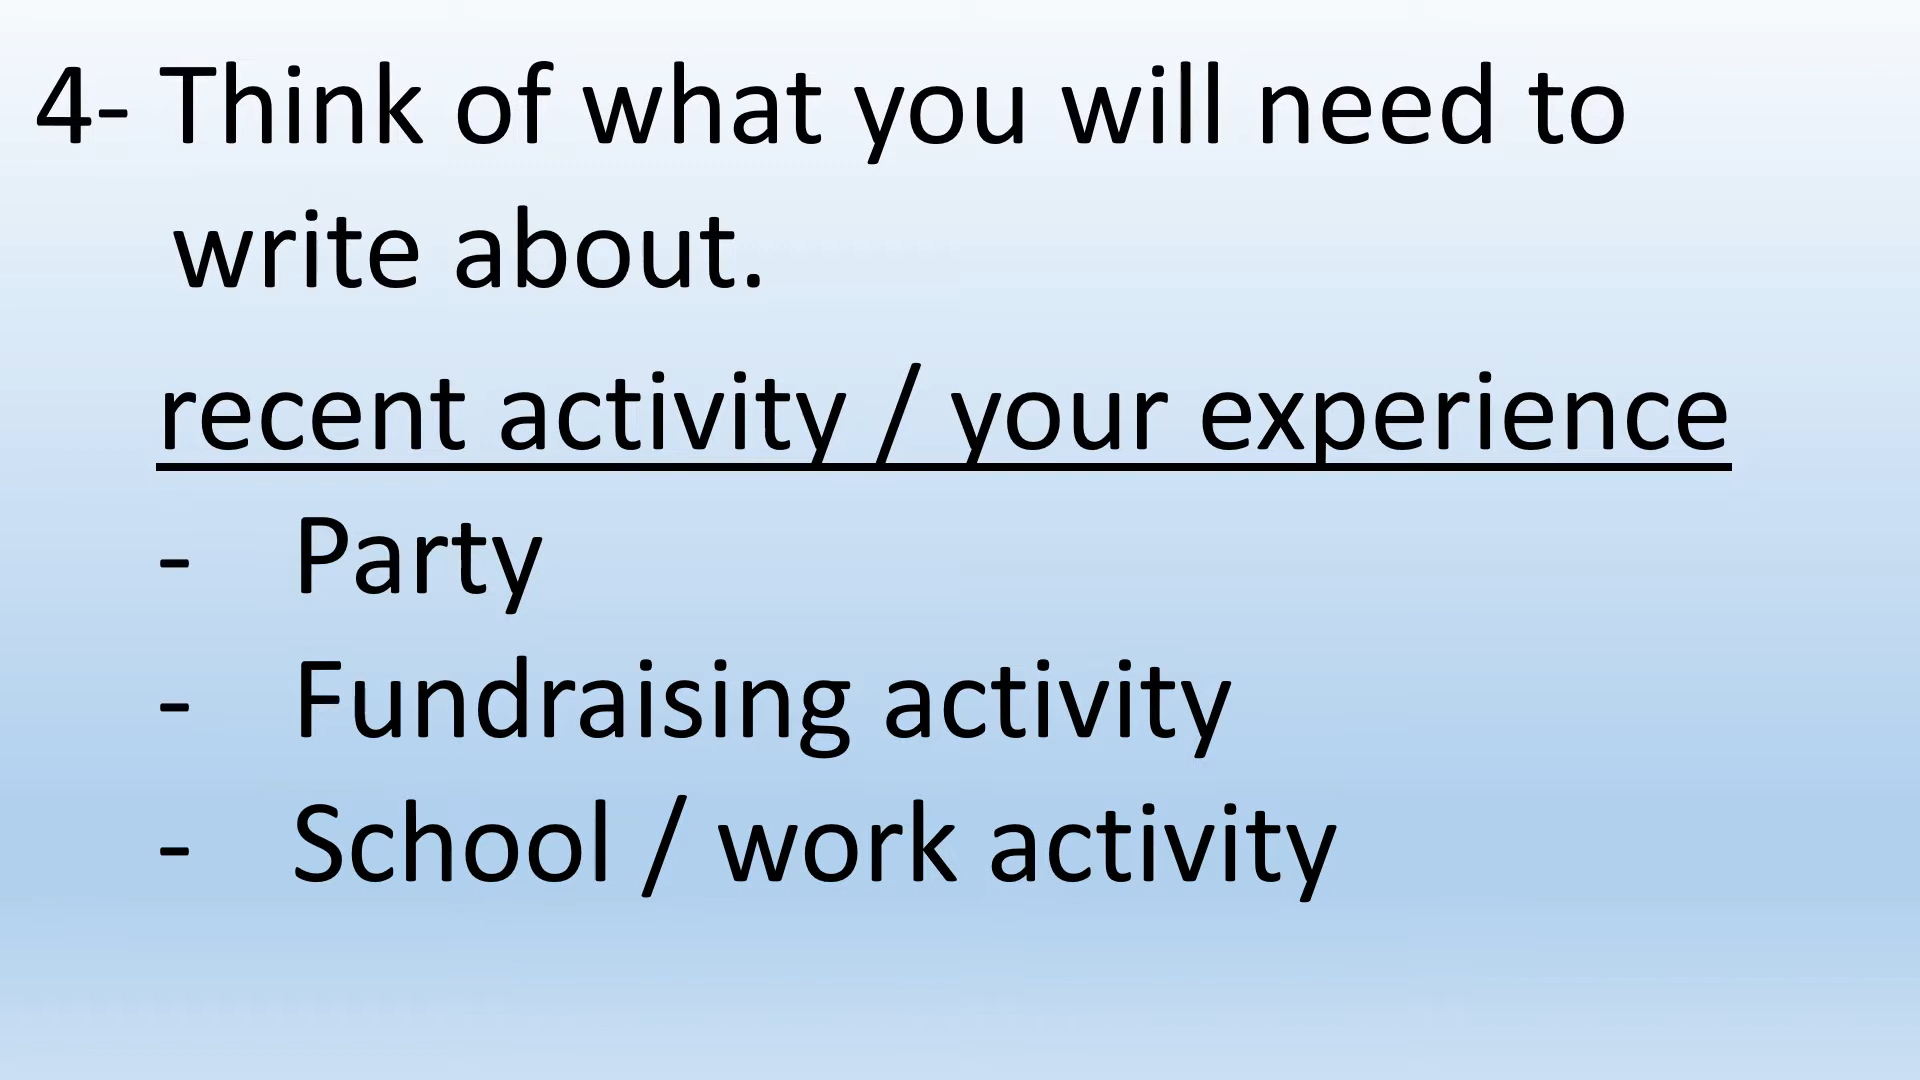 4- Think of what you will need to
write about.
recent activity / your experience
- Party
- Fundraising activity
- School / work activity